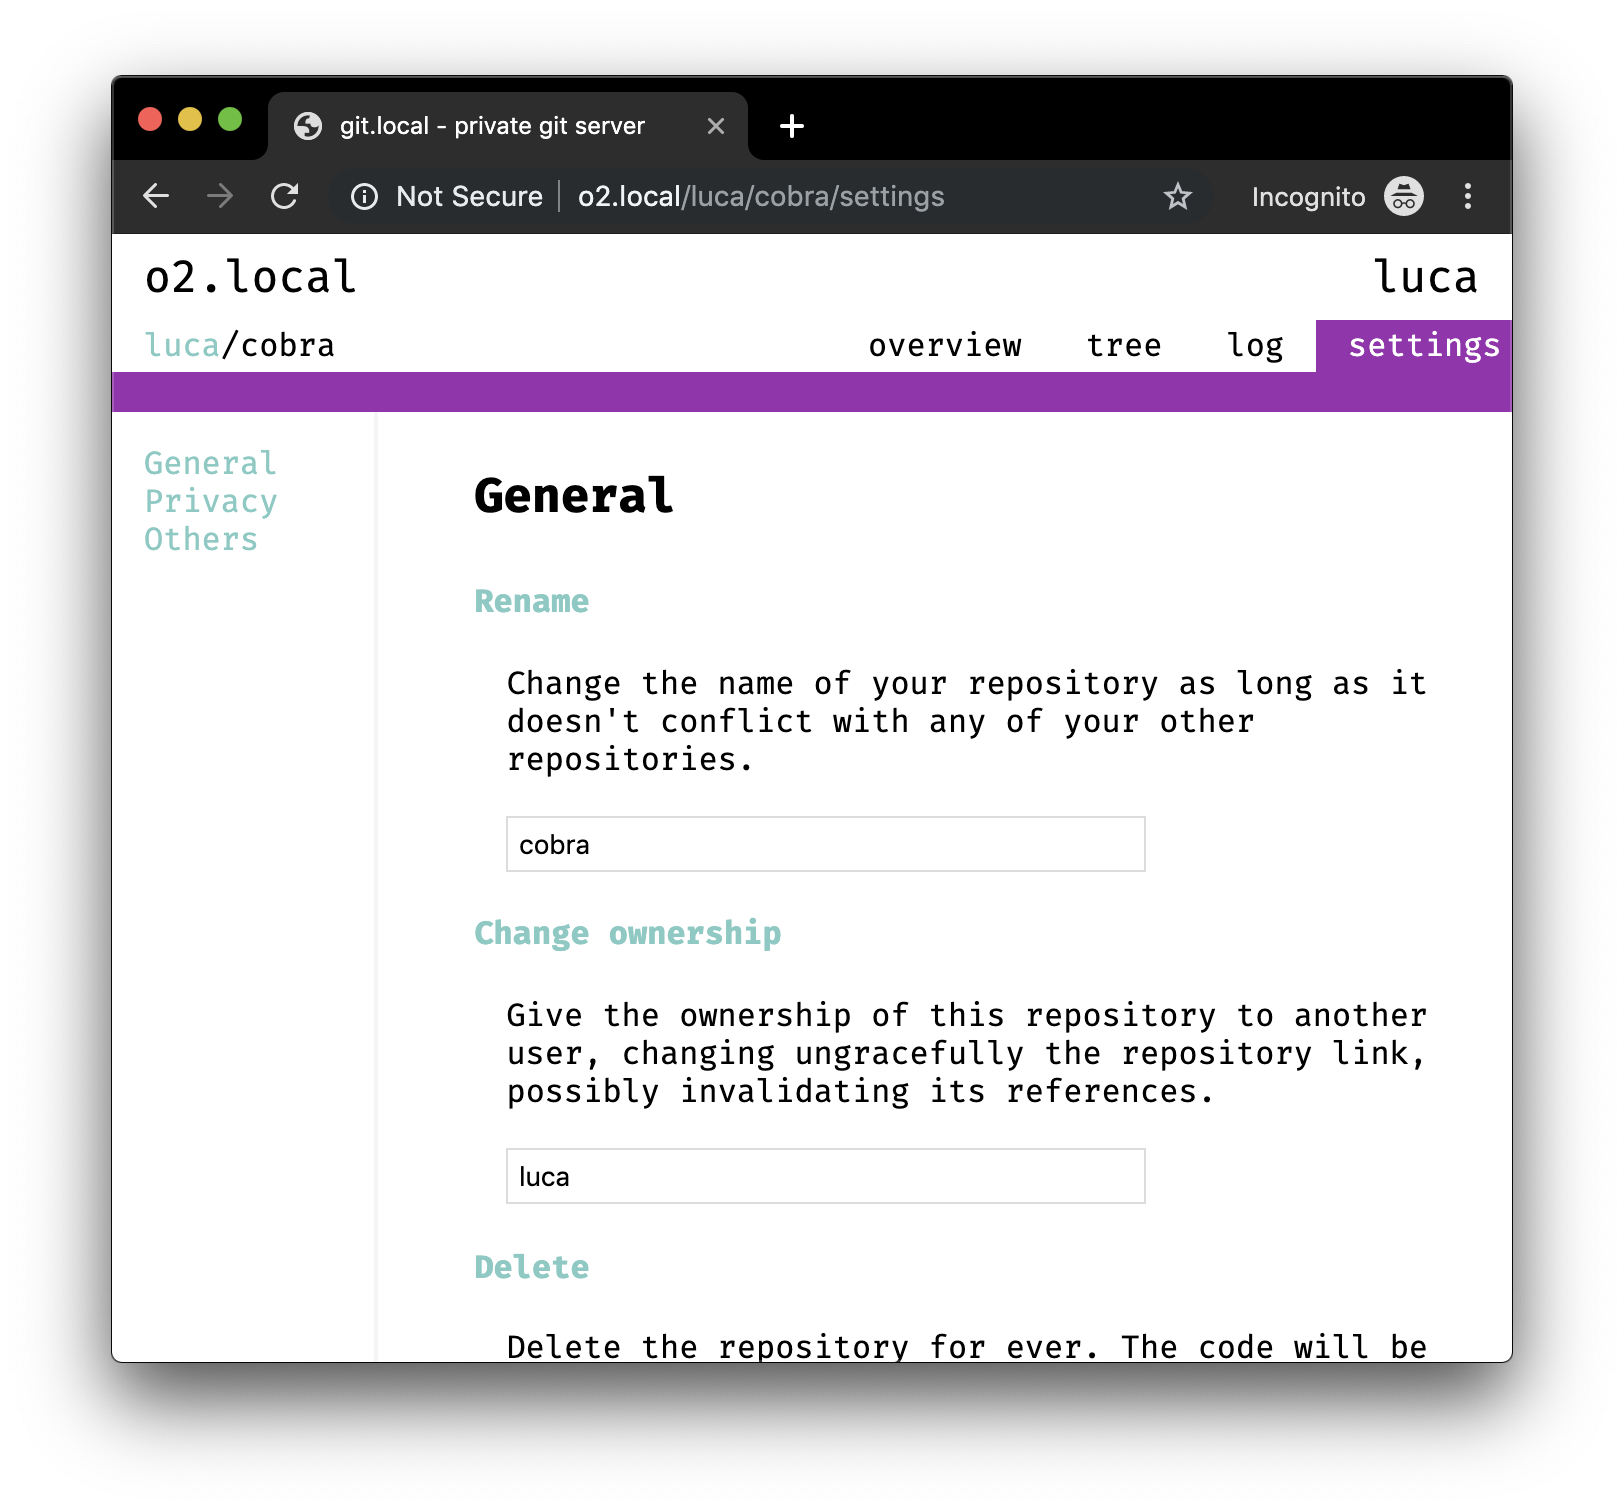 git.local - private git server
Not Secure o2.local/luca/cobra/settings Incognito
o2.local luca
luca/cobra overview tree log settings
General
Privacy
Others
General
Rename
Change the name of your repository as long as it
doesn't conflict with any of your other
repositories.
cobra
Change ownership
Give the ownership of this repository to another
user, changing ungracefully the repository link,
possibly invalidating its references.
luca
Delete
Delete the repository for ever. The code will be